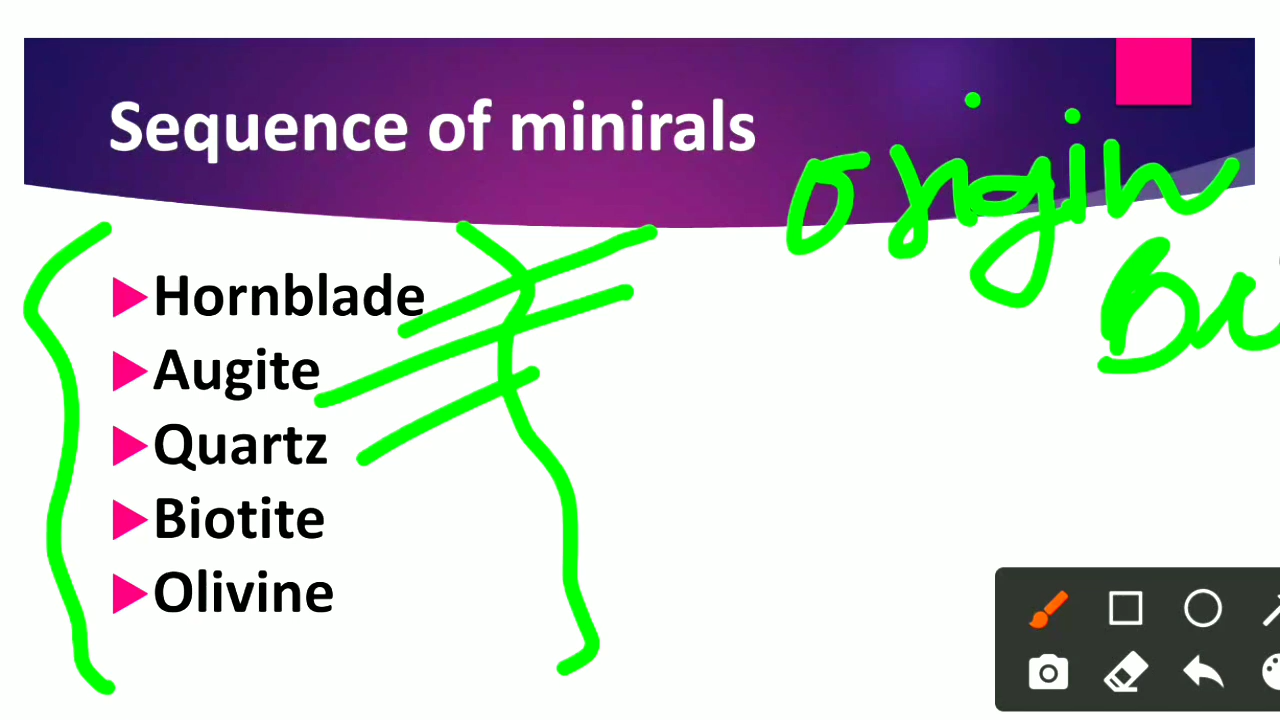 Sequence of minirals
origin
Hornblade
Augite
Quartz
Biotite
Olivine